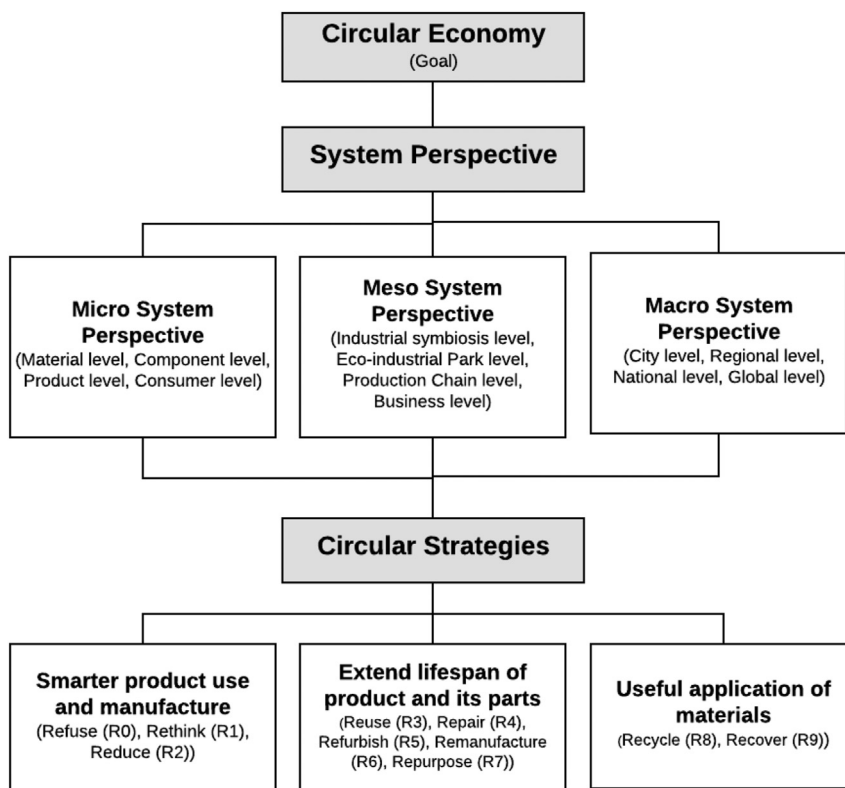 Circular Economy
(Goal)
System Perspective
Micro System
Perspective
(Material level, Component level,
Product level, Consumer level)
Meso System
Perspective
(Industrial symbiosis level,
Eco-industrial Park level,
Production Chain level,
Business level)
Macro System
Perspective
(City level, Regional level,
National level, Global level)
Circular Strategies
Smarter product use
and manufacture
(Refuse (R0), Rethink (R1),
Reduce (R2))
Extend lifespan of
product and its parts
(Reuse (R3), Repair (R4),
Refurbish (R5), Remanufacture
(R6), Repurpose (R7))
Useful application of
materials
(Recycle (R8), Recover (R9))